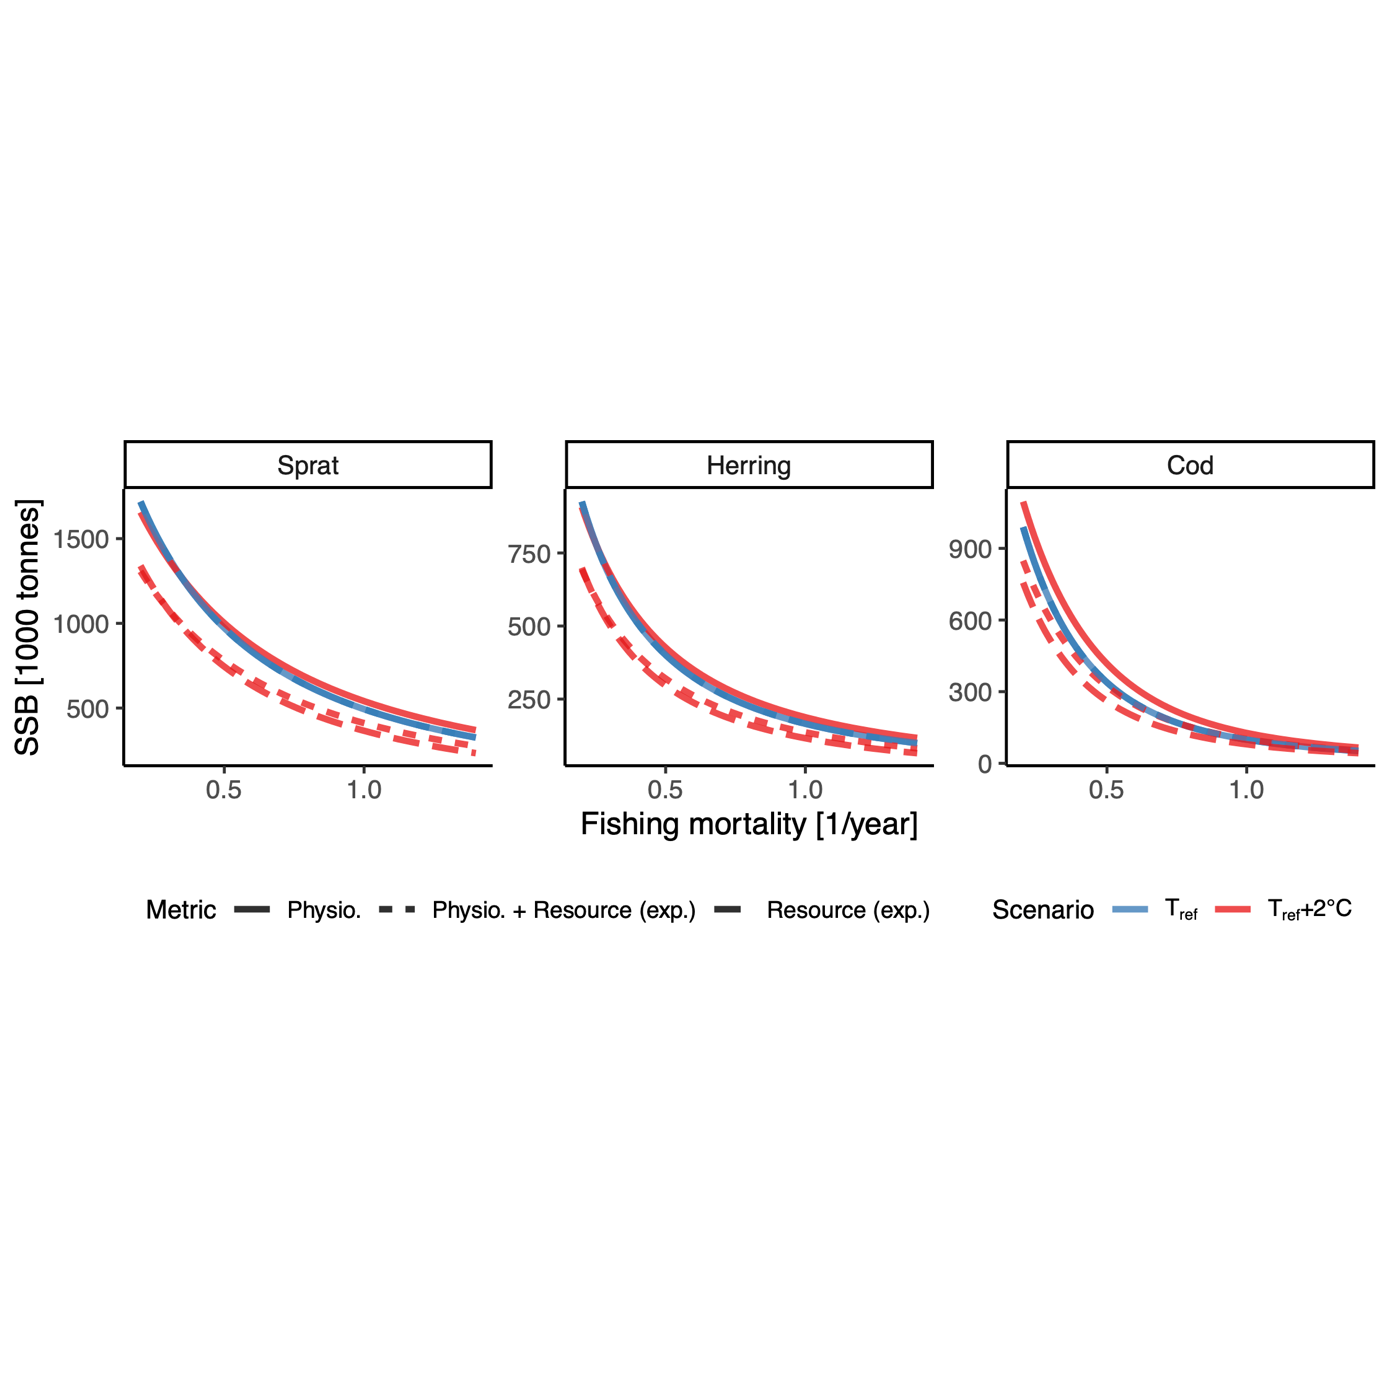 Sprat
Herring
Cod
SSB [1000 tonnes]
1500
1000
500
750
500
250
900
600
300
0
0.5 1.0
0.5 1.0
0.5 1.0
Fishing mortality [1/year]
Metric Physio. Physio. + Resource (exp.) Resource (exp.) Scenario Tref Tref+2°C